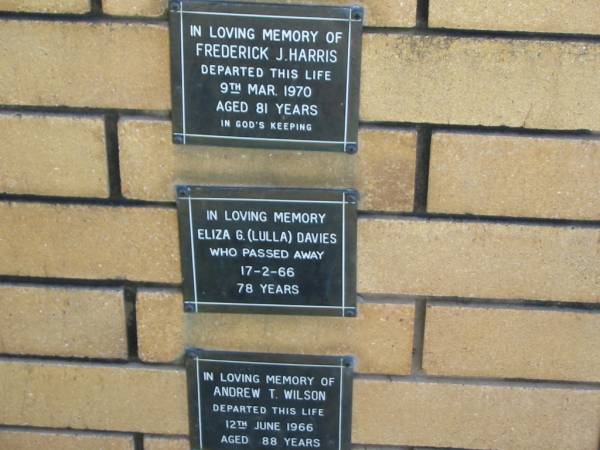 IN LOVING MEMORY OF
FREDERICK J. HARRIS
DEPARTED THIS LIFE
9TH MAR. 1970
AGED 81 YEARS
IN GOD'S KEEPING
IN LOVING MEMORY
ELIZA G. (LULLA) DAVIES
WHO PASSED AWAY
17-2-66
78 YEARS
IN LOVING MEMORY OF
ANDREW T. WILSON
DEPARTED THIS LIFE
12TH JUNE 1966
AGED 88 YEARS